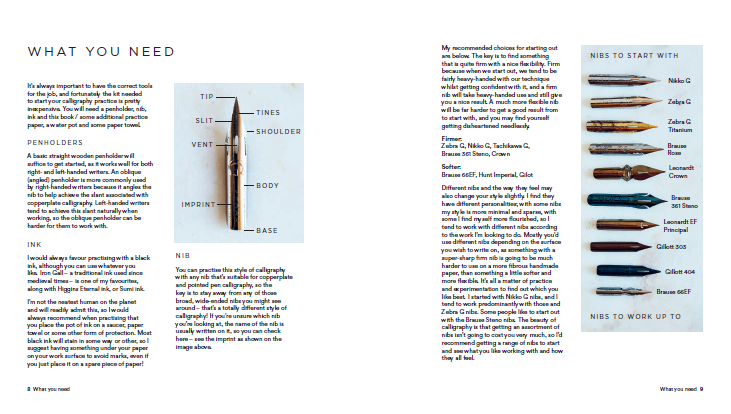 WHAT YOU NEED
It's always important to have the correct tools
for the job, and fortunately the kit needed
to start your calligraphy practice is pretty
inexpensive. You will need a penholder, nib,
ink and this book / some additional practice
paper, a water pot and some paper towel.
PENHOLDERS
A basic straight wooden penholder will
suffice to get started, as it works well for both
right- and left-handed writers. An oblique
(angled) penholder is more commonly used
by right-handed writers because it angles the
nib to help achieve the slant associated with
copperplate calligraphy. Left-handed writers
tend to achieve this slant naturally when
working, so the oblique penholder can be
harder for them to work with.
INK
I would always favour practising with a black
ink, although you can use whatever you
like. Iron Gall – a traditional ink used since
medieval times – is one of my favourites,
along with Higgins Eternal ink, or Sumi ink.
I'm not the neatest human on the planet
and will readily admit this, so I would
always recommend when practising that
you place the pot of ink on a saucer, paper
towel or some other form of protection. Most
black ink will stain in some way or other, so I
suggest having something under your paper
on your work surface to avoid marks, even if
you just place it on a spare piece of paper!
TIP
TINES
SLIT
SHOULDER
VENT
BODY
IMPRINT
BASE
NIB
You can practise this style of calligraphy
with any nib that's suitable for copperplate
and pointed pen calligraphy, so the
key is to stay away from any of those
broad, wide-ended nibs you might see
around – that's a totally different style of
calligraphy! If you're unsure which nib
you're looking at, the name of the nib is
usually written on it, so you can check
here – see the imprint as shown on the
image above.
8 What you need
My recommended choices for starting out
are below. The key is to find something
that is quite firm with a nice flexibility. Firm
because when we start out, we tend to be
fairly heavy-handed with our technique
whilst getting confident with it, and a firm
nib will take heavy-handed use and still give
you a nice result. A much more flexible nib
will be far harder to get a good result from
to start with, and you may find yourself
getting disheartened needlessly.
Firmer:
Zebra G, Nikko G, Tachikawa G,
Brause 361 Steno, Crown
Softer:
Brause 66EF, Hunt Imperial, Gilot
Different nibs and the way they feel may
also change your style slightly. I find they
have different personalities; with some nibs
my style is more minimal and sparse, with
some I find myself more flourished, so I
tend to work with different nibs according
to the work I'm looking to do. Mostly you'd
use different nibs depending on the surface
you wish to write on, as something with a
super-sharp firm nib is going to be much
harder to use on a more fibrous handmade
paper, than something a little softer and
more flexible. It's all a matter of practice
and experimentation to find out which you
like best. I started with Nikko G nibs, and I
tend to work predominantly with those and
Zebra G nibs. Some people like to start out
with the Brause Steno nibs. The beauty of
calligraphy is that getting an assortment of
nibs isn't going to cost you very much, so I'd
recommend getting a range of nibs to start
and see what you like working with and how
they all feel.
NIBS TO START WITH
Nikko G
Zebra G
Zebra G
Titanium
Brause
Rose
Leonardt
Crown
Brause
361 Steno
Leonardt EF
Principal
Gillott 303
Gillott 404
Brause 66EF
NIBS TO WORK UP TO
What you need 9